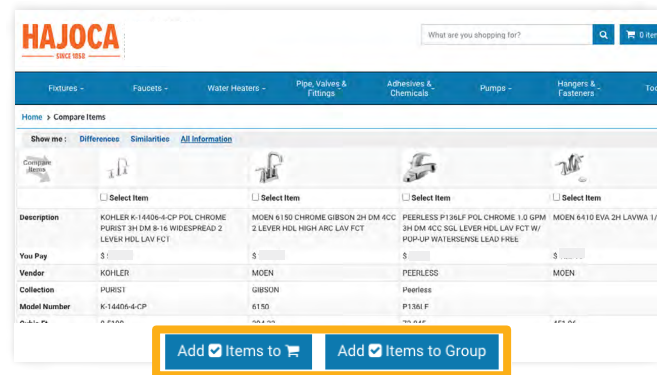 HAJOCA
SINCE 1858
What are you shopping for?
0 item
Fixtures
Faucets
Water Heaters
Pipe, Valves & Fittings
Adhesives & Chemicals
Pumps
Hangers & Fasteners
Home > Compare Items
Show me : Differences Similarities All Information
Compare Items
Select Item Select Item Select Item Select Item
Description
KOHLER K-14406-4-CP POL CHROME
PURIST 3H DM 8-16 WIDESPREAD 2
LEVER HDL LAV FCT
MOEN 6150 CHROME GIBSON 2H DM 4CC
2 LEVER HDL HIGH ARC LAV FCT
PEERLESS P136LF POL CHROME 1.0 GPM
3H DM 4CC SGL LEVER HDL LAV FCT W/
POP-UP WATERSENSE LEAD FREE
MOEN 6410 EVA 2H LAVWA 1/
You Pay $ $ $ $
Vendor KOHLER MOEN PEERLESS MOEN
Collection PURIST GIBSON Peerless
Model Number K-14406-4-CP 6150 P136LF
Add Items to
Add Items to Group